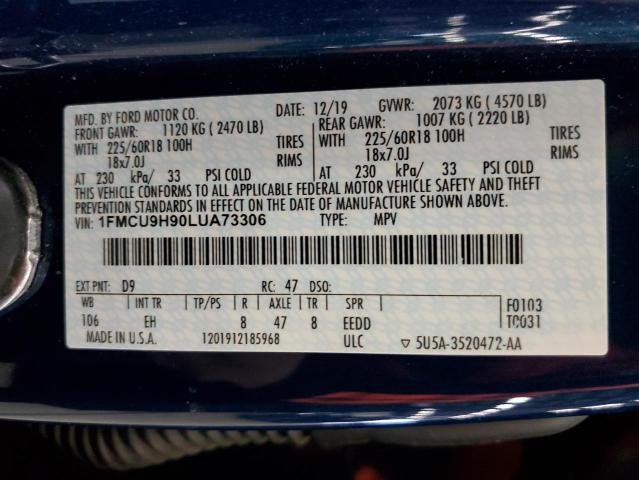 MFD. BY FORD MOTOR CO. DATE: 12/19 GVWR: 2073 KG ( 4570 LB)
FRONT GAWR: 1120 KG ( 2470 LB) REAR GAWR: 1007 KG ( 2220 LB)
WITH 225/60R18 100H TIRES 225/60R18 100H TIRES
18x7.0J RIMS 18x7.0J RIMS
AT 230 kPa/ 33 PSI COLD AT 230 kPa/ 33 PSI COLD
THIS VEHICLE CONFORMS TO ALL APPLICABLE FEDERAL MOTOR VEHICLE SAFETY AND THEFT
PREVENTION STANDARDS IN EFFECT ON THE DATE OF MANUFACTURE SHOWN ABOVE.
VIN: 1FMCU9H90LUA73306 TYPE: MPV
EXT PNT: D9 RC: 47 DSO:
WB INT TR TP/PS R AXLE TR SPR F0103
106 EH 8 47 8 EEDD TC031
MADE IN U.S.A. 1201912185968 ULC ▽ 5U5A-3520472-AA